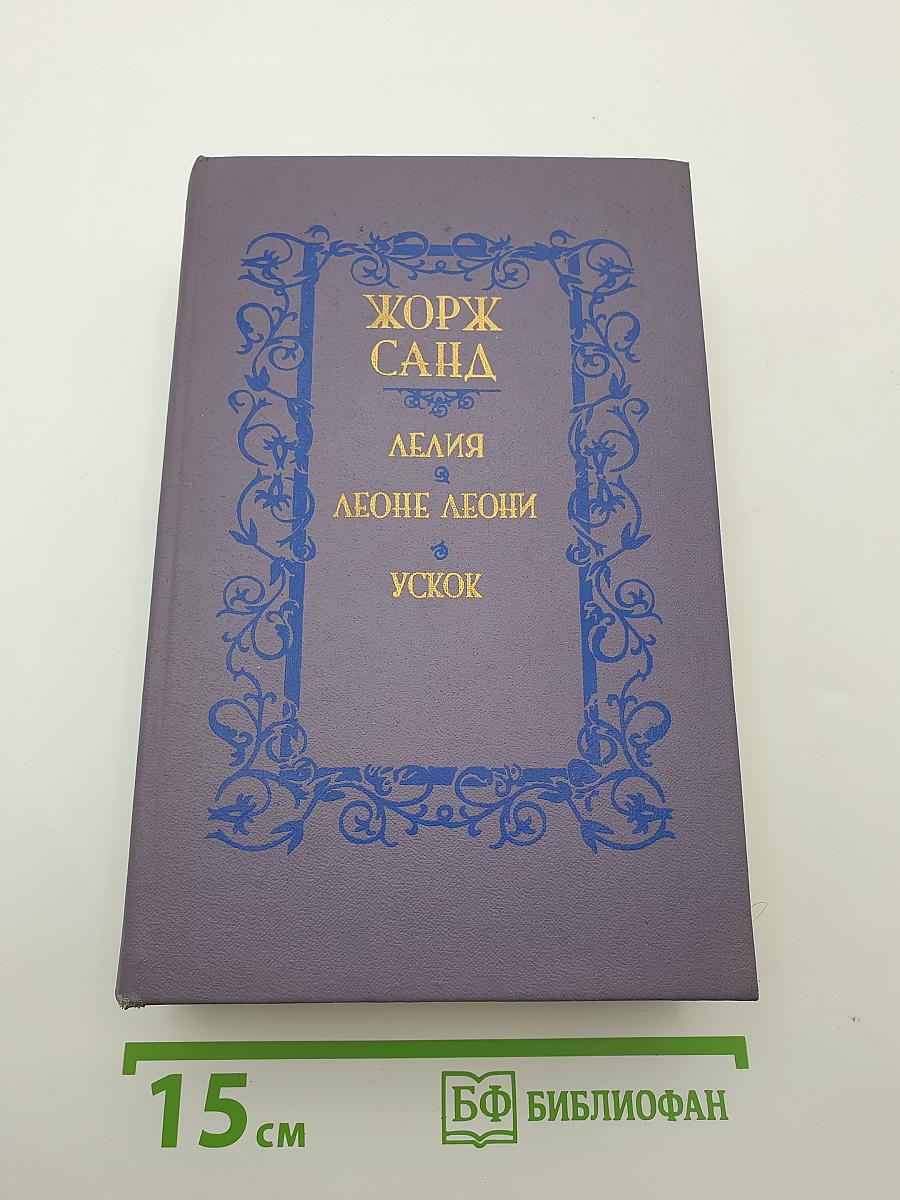 ЖОРЖ
САНД
ЛЕЛИЯ
ЛЕОНЕ ЛЕОНИ
УСКОК
15 см
БФ БИБЛИОФАН